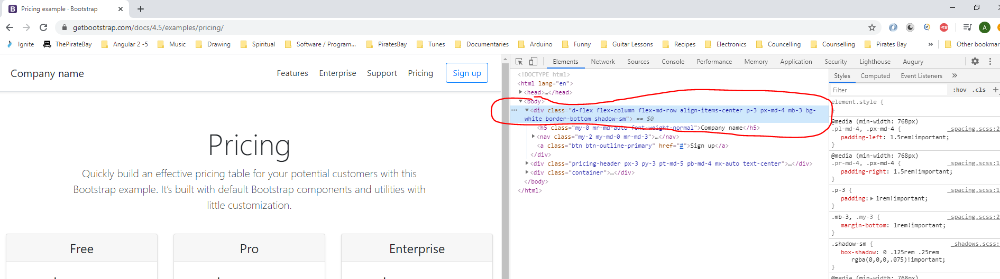 Pricing example · Bootstrap
getbootstrap.com/docs/4.5/examples/pricing/
A
Ignite ThePirateBay Angular 2 -5 Music Drawing Spiritual Software / Program... PiratesBay Tunes Documentaries Arduino Funny Guitar Lessons Recipes Electronics Councelling Counselling Pirates Bay » Other bookmar
Company name Features Enterprise Support Pricing Sign up
Pricing
Quickly build an effective pricing table for your potential customers with this
Bootstrap example. It’s built with default Bootstrap components and utilities with
little customization.
Free Pro Enterprise
Elements Network Sources Console Performance Memory Application Security Lighthouse Augury
<!DOCTYPE html>
<html lang="en">
<head>…</head>
<body>
<div class="d-flex flex-column flex-md-row align-items-center p-3 px-md-4 mb-3 bg-
white border-bottom shadow-sm"> == $0
<h5 class="my-0 mr-md-auto font-weight-normal">Company name</h5>
<nav class="my-2 my-md-0 mr-md-3">…</nav>
<a class="btn btn-outline-primary" href="#">Sign up</a>
</div>
<div class="pricing-header px-3 py-3 pt-md-5 pb-md-4 mx-auto text-center">…</div>
<div class="container">…</div>
</body>
</html>
Styles Computed Event Listeners »
Filter :hov .cls +
element.style {
}
@media (min-width: 768px)
.pl-md-4, .px-md-4 { _spacing.scss:2
padding-left: 1.5rem!important;
}
@media (min-width: 768px)
.pr-md-4, .px-md-4 { _spacing.scss:1
padding-right: 1.5rem!important;
}
.p-3 { _spacing.scss:1
padding: 1rem!important;
}
.mb-3, .my-3 { _spacing.scss:2
margin-bottom: 1rem!important;
}
.shadow-sm { _shadows.scss:
box-shadow: 0 .125rem .25rem
rgba(0,0,0,.075)!important;
}
@media (min-width: 768px)